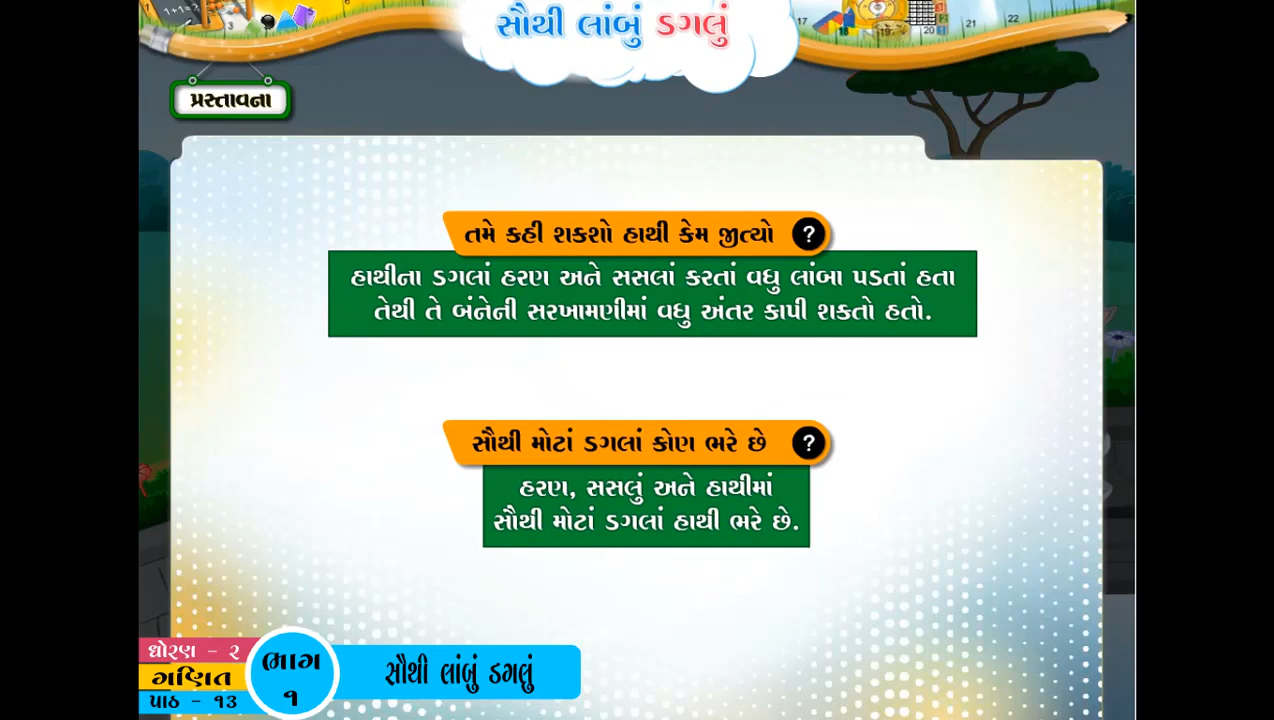 સૌથી લાંબું ડગલું
પ્રસ્તાવના
તમે કહી શકશો હાથી કેમ જીત્યો ?
હાથીના ડગલાં હરણ અને સસલાં કરતાં વધુ લાંબા પડતાં હતા
તેથી તે બંનેની સરખામણીમાં વધુ અંતર કાપી શકતો હતો.
સૌથી મોટાં ડગલાં કોણ ભરે છે ?
હરણ, સસલું અને હાથીમાં
સૌથી મોટાં ડગલાં હાથી ભરે છે.
ધોરણ - ૨
ગણિત
પાઠ - ૧૩
ભાગ
૧
સૌથી લાંબું ડગલું